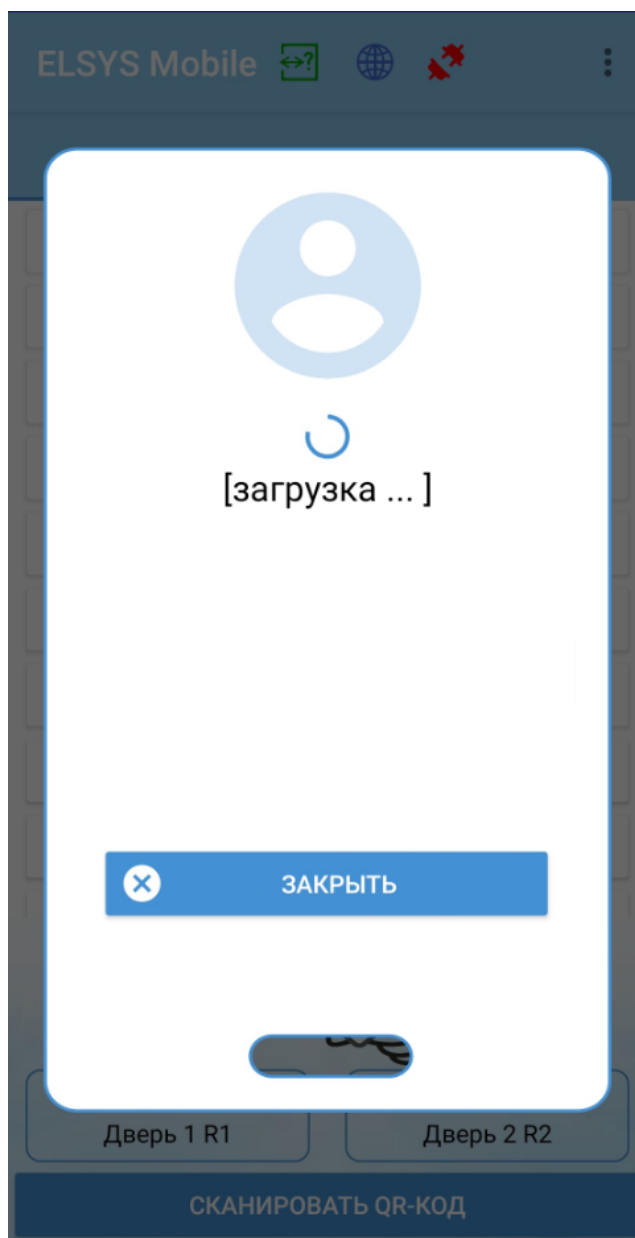 ELSYS Mobile
[загрузка ... ]
ЗАКРЫТЬ
Дверь 1 R1
Дверь 2 R2
СКАНИРОВАТЬ QR-КОД